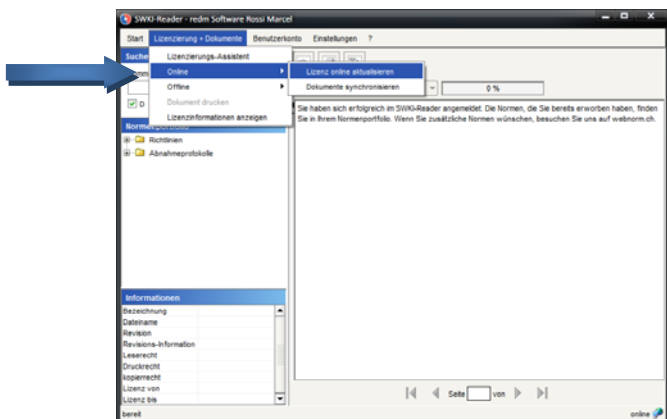 SWKI-Reader - redm Software Rossi Marcel
Start Lizenzierung + Dokumente Benutzerkonto Einstellungen ?
Lizenzierungs-Assistent
Online
Offline
Dokument drucken
Lizenzinformationen anzeigen
Lizenz online aktualisieren
Dokumente synchronisieren
0 %
D
Sie haben sich erfolgreich im SWKI-Reader angemeldet. Die Normen, die Sie bereits erworben haben, finden
Sie in Ihrem Normenportfolio. Wenn Sie zusätzliche Normen wünschen, besuchen Sie uns auf webnorm.ch.
Normenportfolio
Richtlinien
Abnahmeprotokolle
Informationen
Bezeichnung
Dateiname
Revision
Revisions-Information
Leserecht
Druckrecht
kopierrecht
Lizenz von
Lizenz bis
Seite von
bereit
online